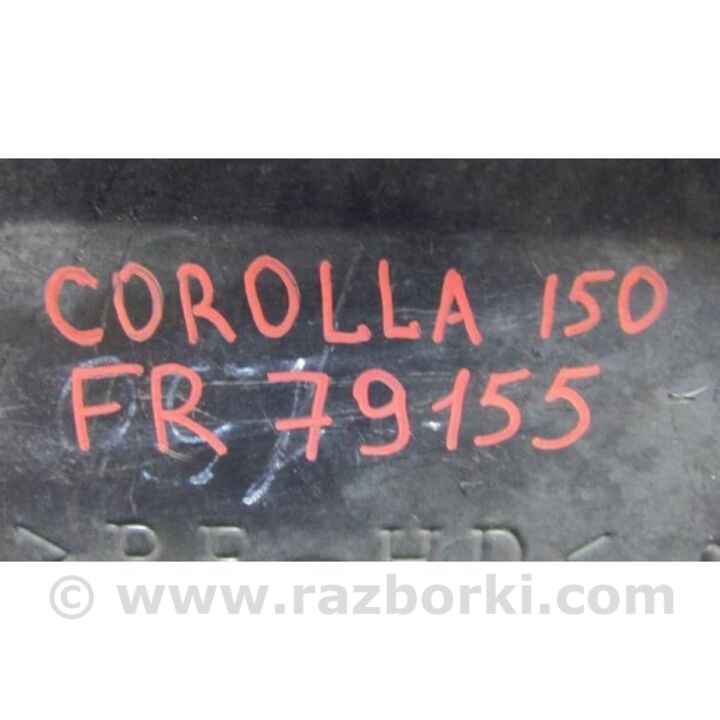 COROLLA 150
FR 79155
© www.razborki.com